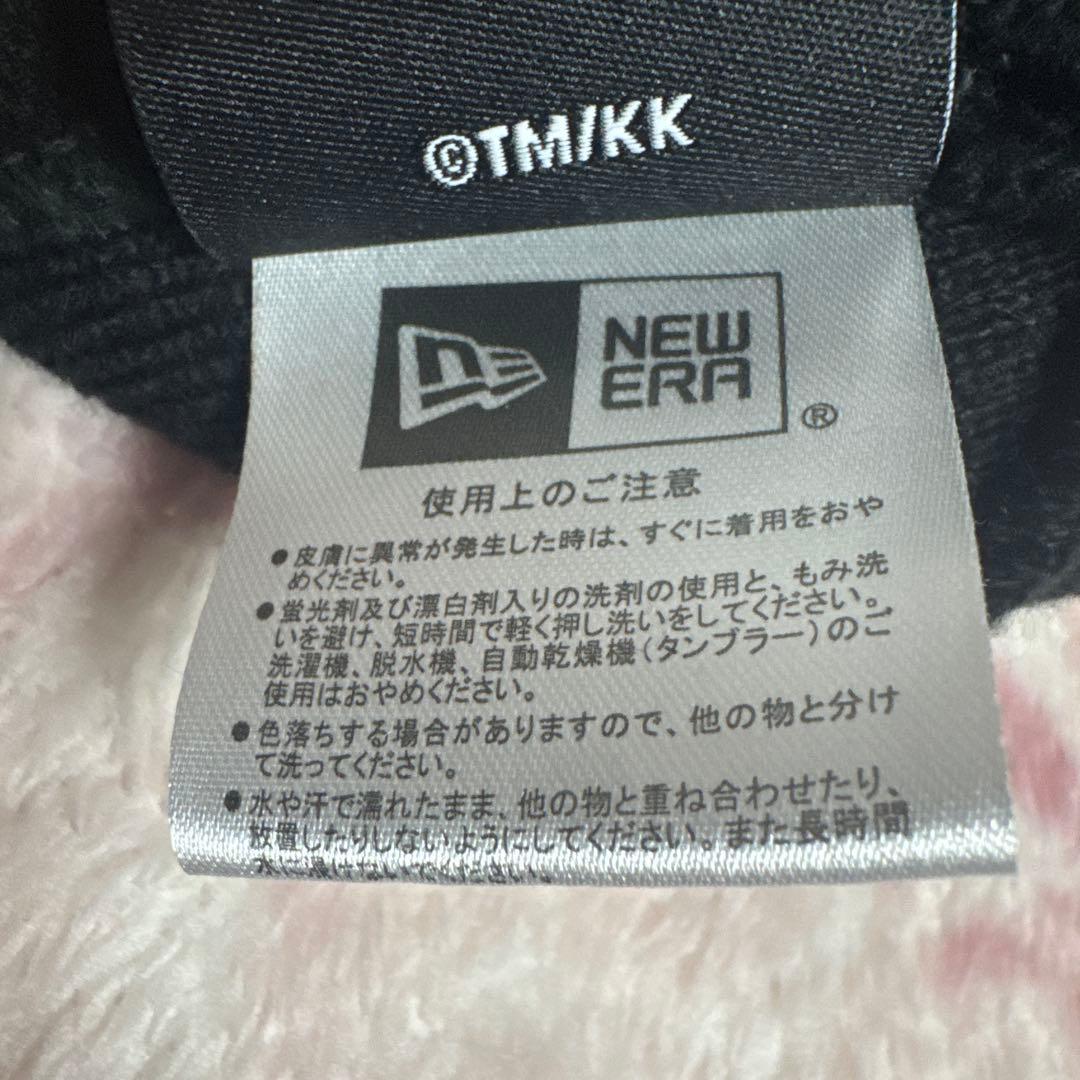 ©TM/KK
NEW
ERA
®
使用上のご注意
●皮膚に異常が発生した時は、すぐに着用をおや
めください。
●蛍光剤及び漂白剤入りの洗剤の使用と、もみ洗
いを避け、短時間で軽く押し洗いをしてください。
洗濯機、脱水機、自動乾燥機(タンブラー)のご
使用はおやめください。
●色落ちする場合がありますので、他の物と分け
て洗ってください。
●水や汗で濡れたまま、他の物と重ね合わせたり、
放置したりしないようにしてください。また長時間